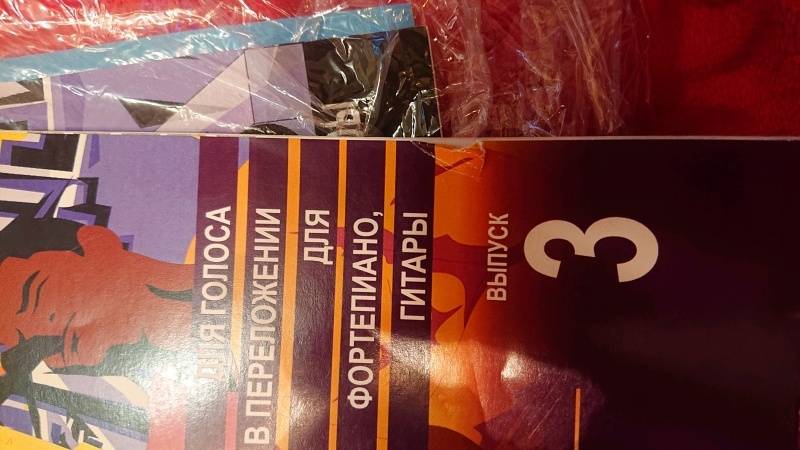 ДЛЯ ГОЛОСА
В ПЕРЕЛОЖЕНИИ
ДЛЯ
ФОРТЕПИАНО,
ГИТАРЫ
ВЫПУСК
3